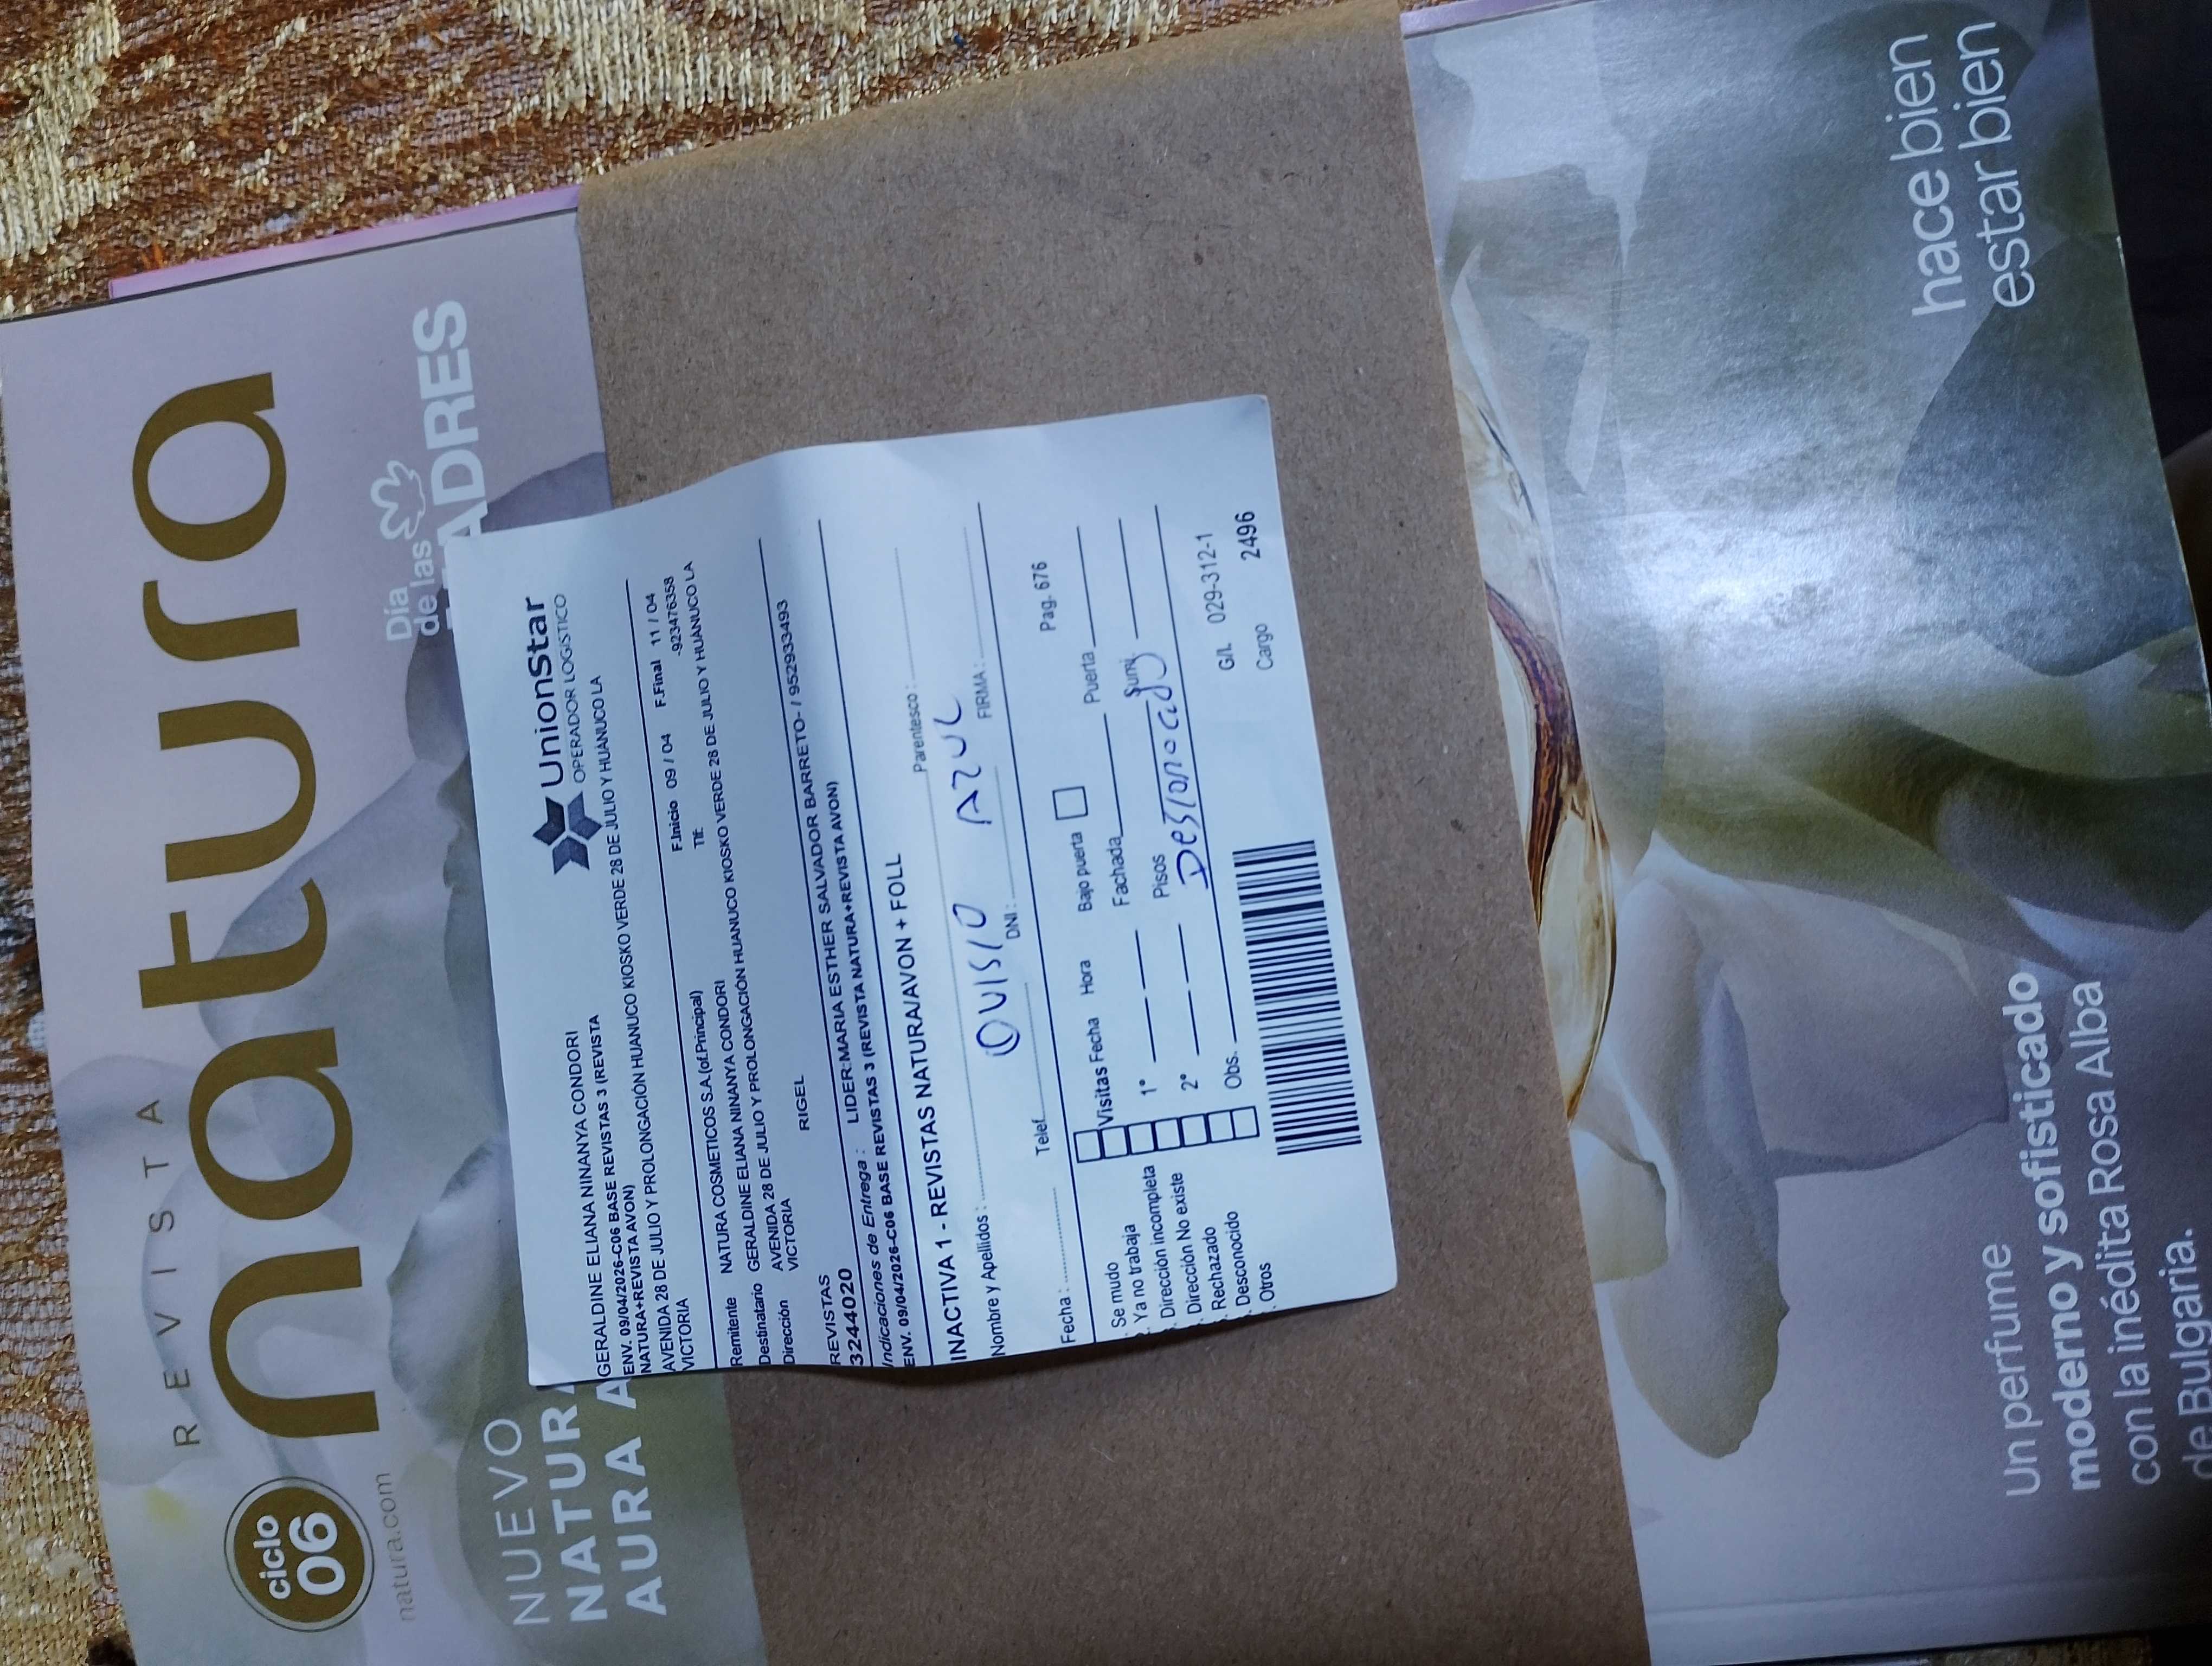 REVISTA
natura
ciclo
06
natura.com
Día
de las
ADRES
NUEVO
NATURA
AURA A
UnionStar
OPERADOR LOGÍSTICO
GERALDINE ELIANA NINANYA CONDORI
ENV. 09/04/2026-C06 BASE REVISTAS 3 (REVISTA
NATURA+REVISTA AVON)
AVENIDA 28 DE JULIO Y PROLONGACIÓN HUANUCO KIOSKO VERDE 28 DE JULIO Y HUANUCO LA
VICTORIA
F.Inicio 09 / 04 F.Final 11 / 04
Tlf: -923476358
Remitente NATURA COSMETICOS S.A.(of.Principal)
Destinatario GERALDINE ELIANA NINANYA CONDORI
Dirección AVENIDA 28 DE JULIO Y PROLONGACIÓN HUANUCO KIOSKO VERDE 28 DE JULIO Y HUÁNUCO LA
VICTORIA
RIGEL
REVISTAS
3244020 LIDER:MARIA ESTHER SALVADOR BARRETO- / 952933493
Indicaciones de Entrega :
ENV. 09/04/2026-C06 BASE REVISTAS 3 (REVISTA NATURA+REVISTA AVON)
INACTIVA 1 - REVISTAS NATURA/AVON + FOLL
Nombre y Apellidos : Parentesco :
AZUL
Fecha : Telef. DNI : FIRMA :
Pag. 676
Se mudo
Ya no trabaja
Dirección incompleta
Dirección No existe
Rechazado
Desconocido
Otros
Visitas Fecha Hora Bajo puerta
1° Fachada Puerta
2° Pisos Sumi.
Obs. Desconocido
G/L 029-312-1
Cargo 2496
hace bien
estar bien
Un perfume
moderno y sofisticado
con la inédita Rosa Alba
de Bulgaria.